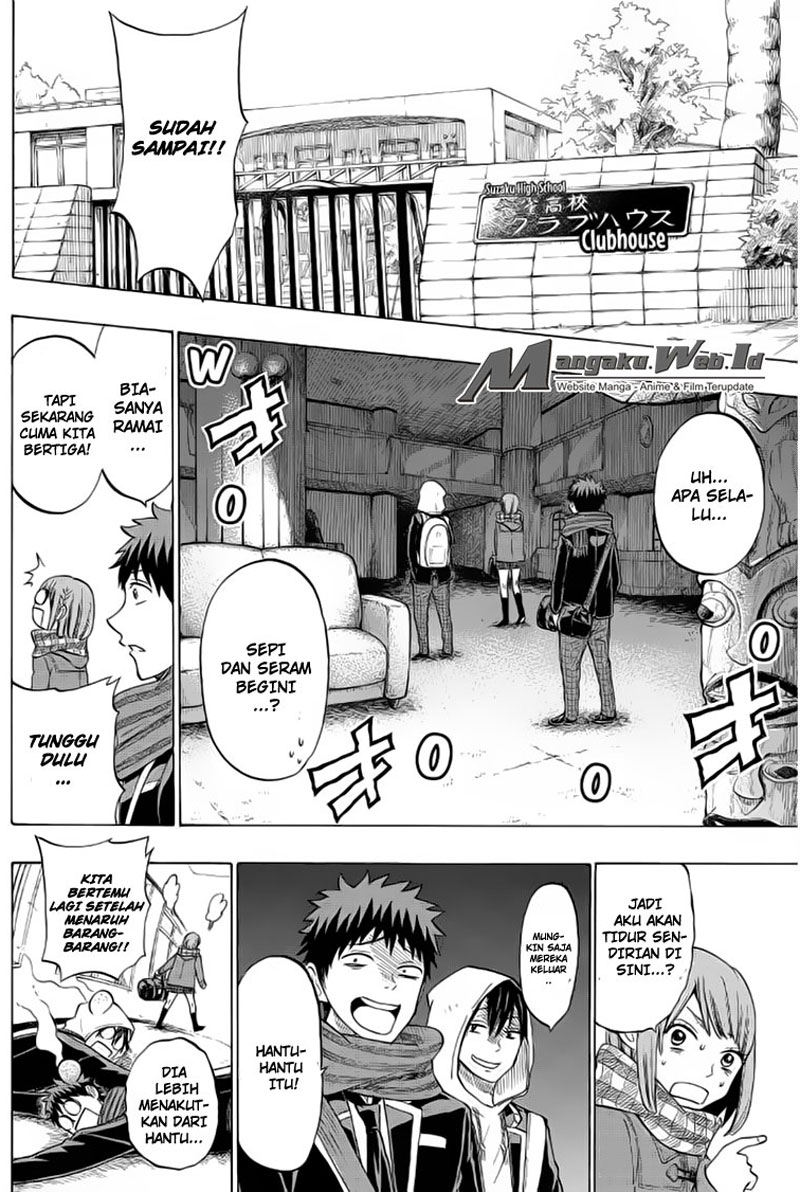 SUDAH
SAMPAI!!
Suzaku High School
朱雀高校
クラブハウス
Clubhouse
Mangaku.Web.Id
Website Manga - Anime & Film Terupdate
UH...
APA SELA-
LU...
SEPI
DAN SERAM
BEGINI
...?
W
オ
O
オ
O
O
O
オ
BIA-
SANYA
RAMAI
...
TAPI
SEKARANG
CUMA KITA
BERTIGA!
TUNGGU
DULU
...
JADI
AKU AKAN
TIDUR SEN-
DIRIAN DI
SINI...?
MUNG-
KIN SAJA
MEREKA
KELUAR
..
HANTU-
HANTU
ITU!
KITA
BERTEMU
LAGI SETELAH
MENARUH
BARANG-
BARANG!!
DIA
LEBIH
MENAKUT-
KAN DARI
HANTU...